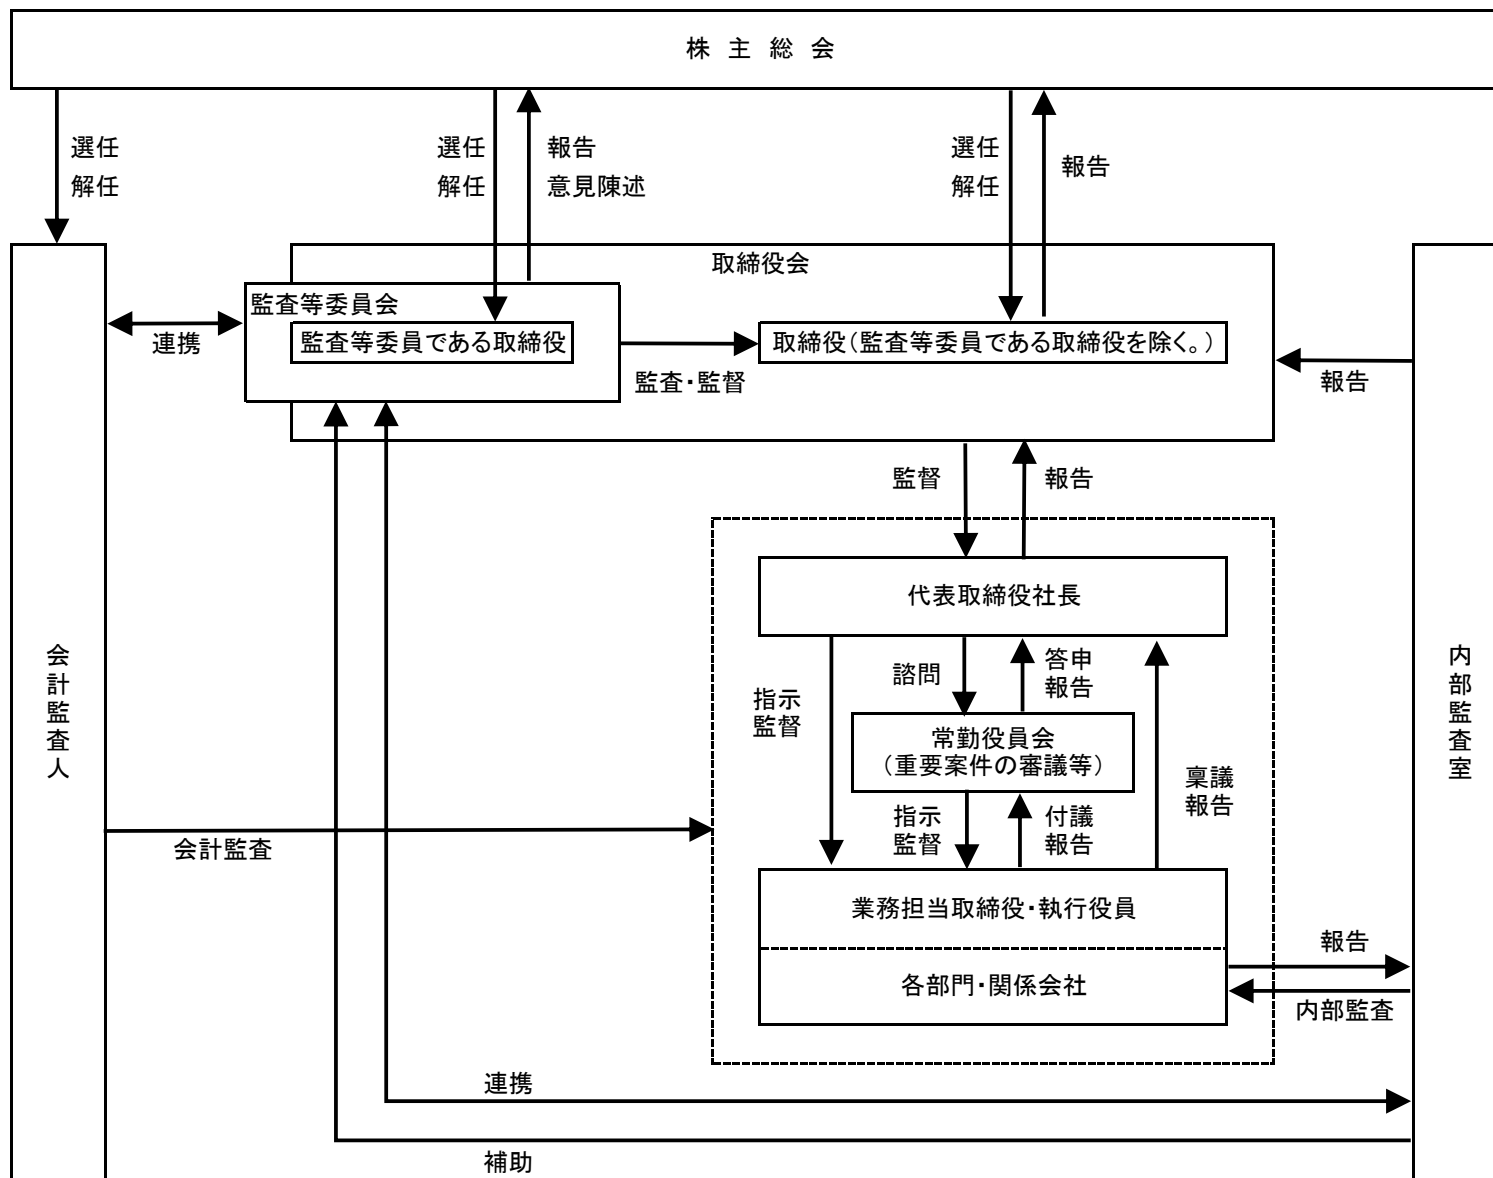 株主総会
選任
解任
選任
解任
報告
意見陳述
選任
解任
報告
取締役会
監査等委員会
監査等委員である取締役
連携
監査・監督
取締役(監査等委員である取締役を除く。)
報告
監督
報告
代表取締役社長
諮問
答申
報告
指示
監督
常勤役員会
(重要案件の審議等)
稟議
報告
指示
監督
付議
報告
会計監査人
内部監査室
会計監査
業務担当取締役・執行役員
各部門・関係会社
報告
内部監査
連携
補助